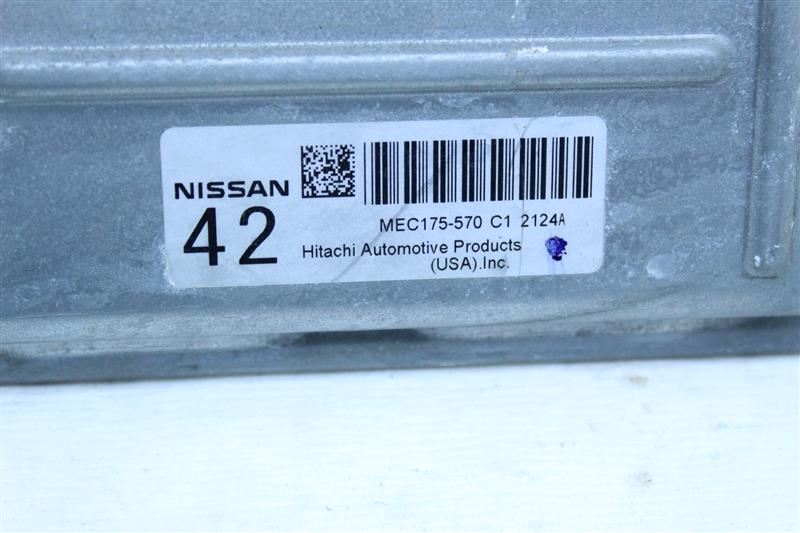 NISSAN
42
MEC175-570 C1 2124A
Hitachi Automotive Products
(USA).Inc.